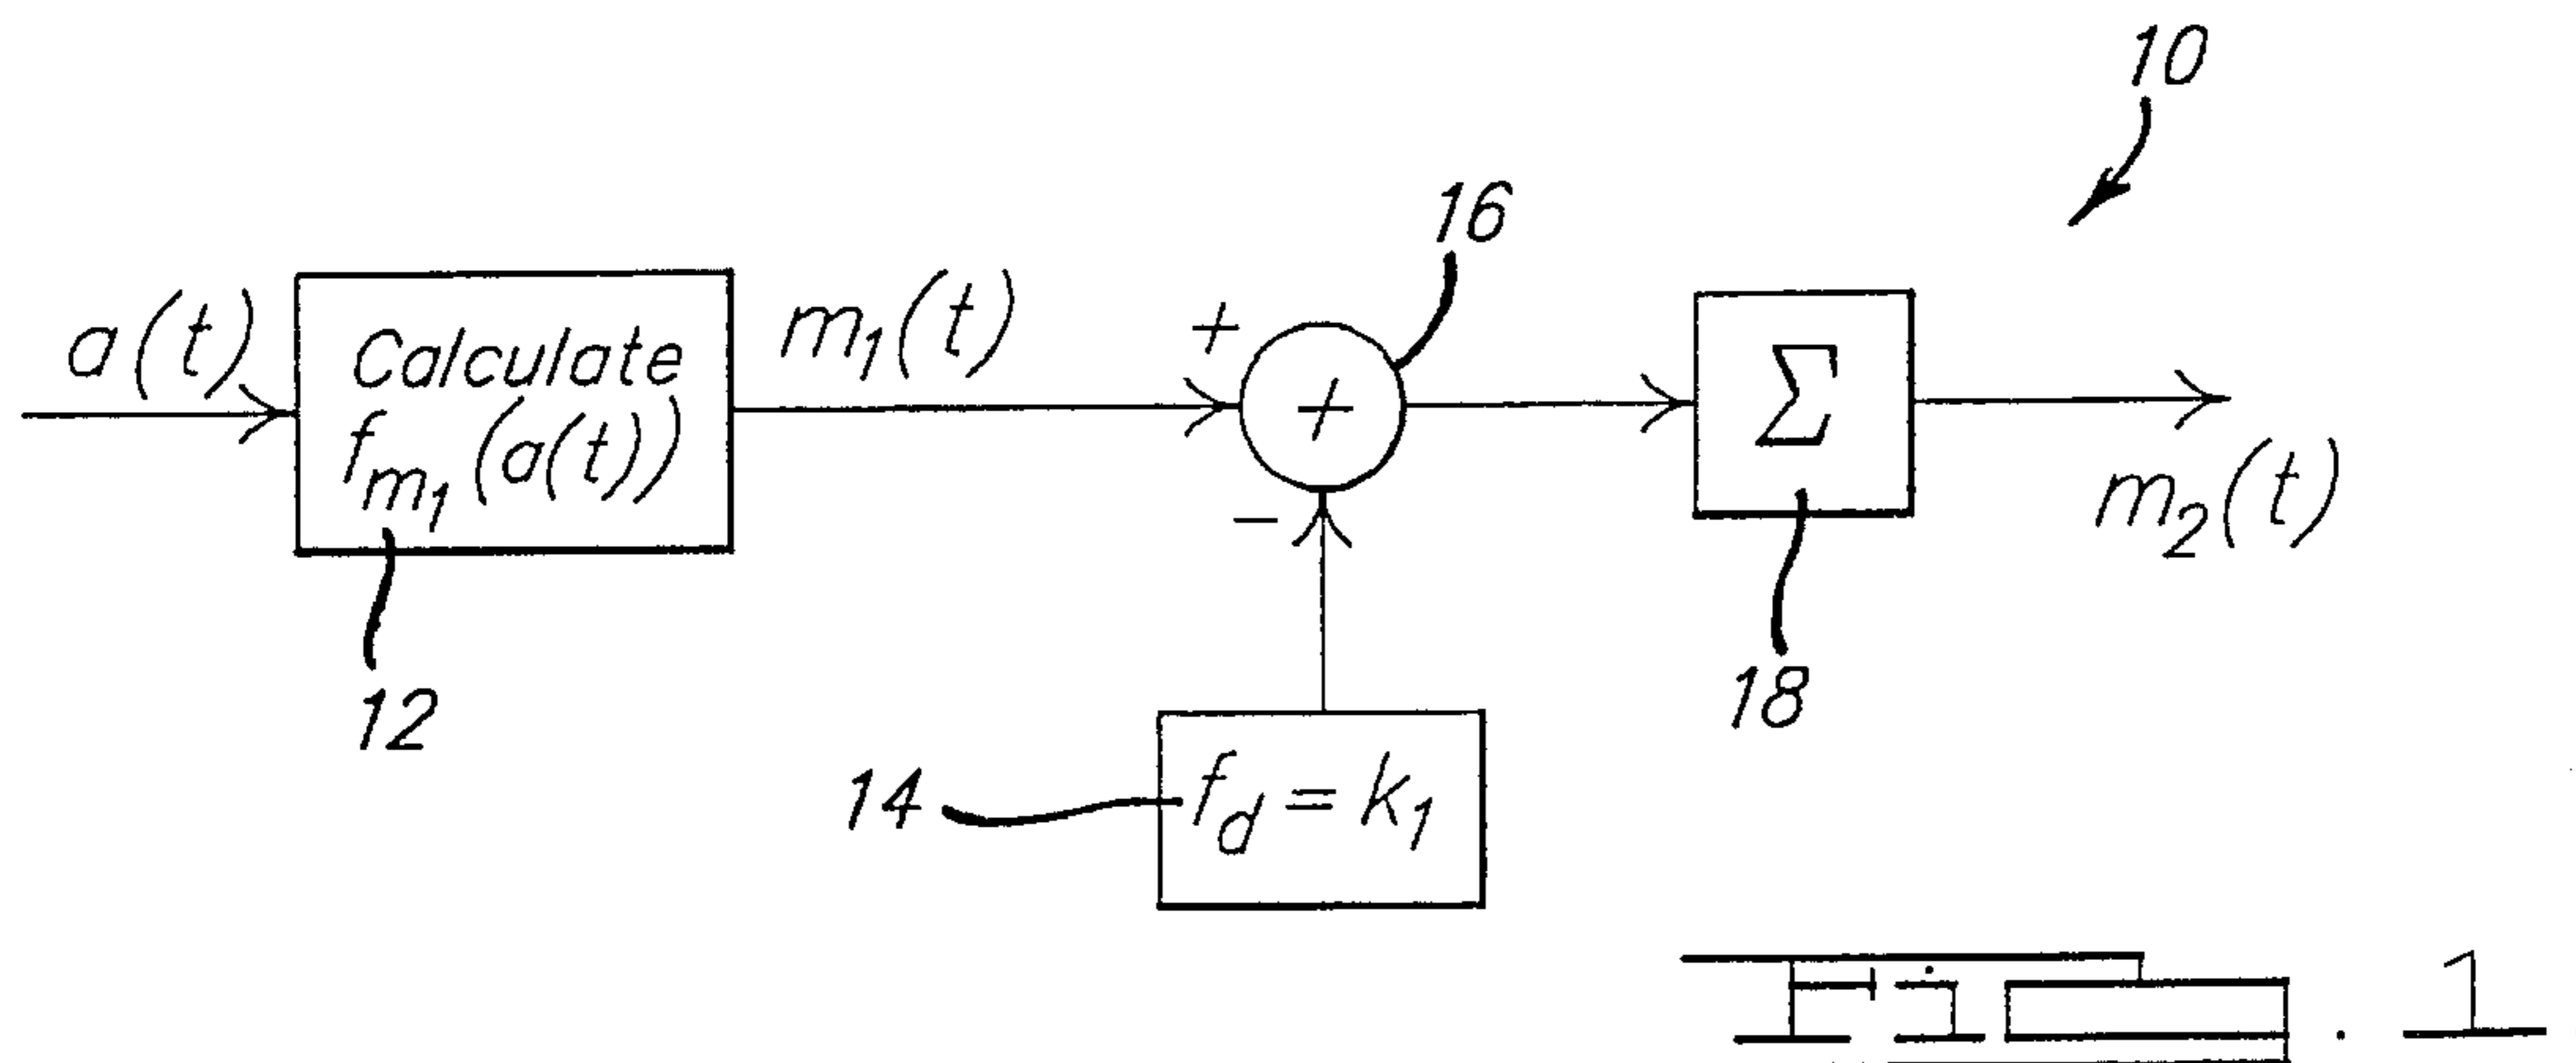 10
16
a(t)
Calculate
f_{m_1}(a(t))
m_1(t)
+
+
Σ
m_2(t)
−
12
18
14
f_d = k_1
Fig. 1